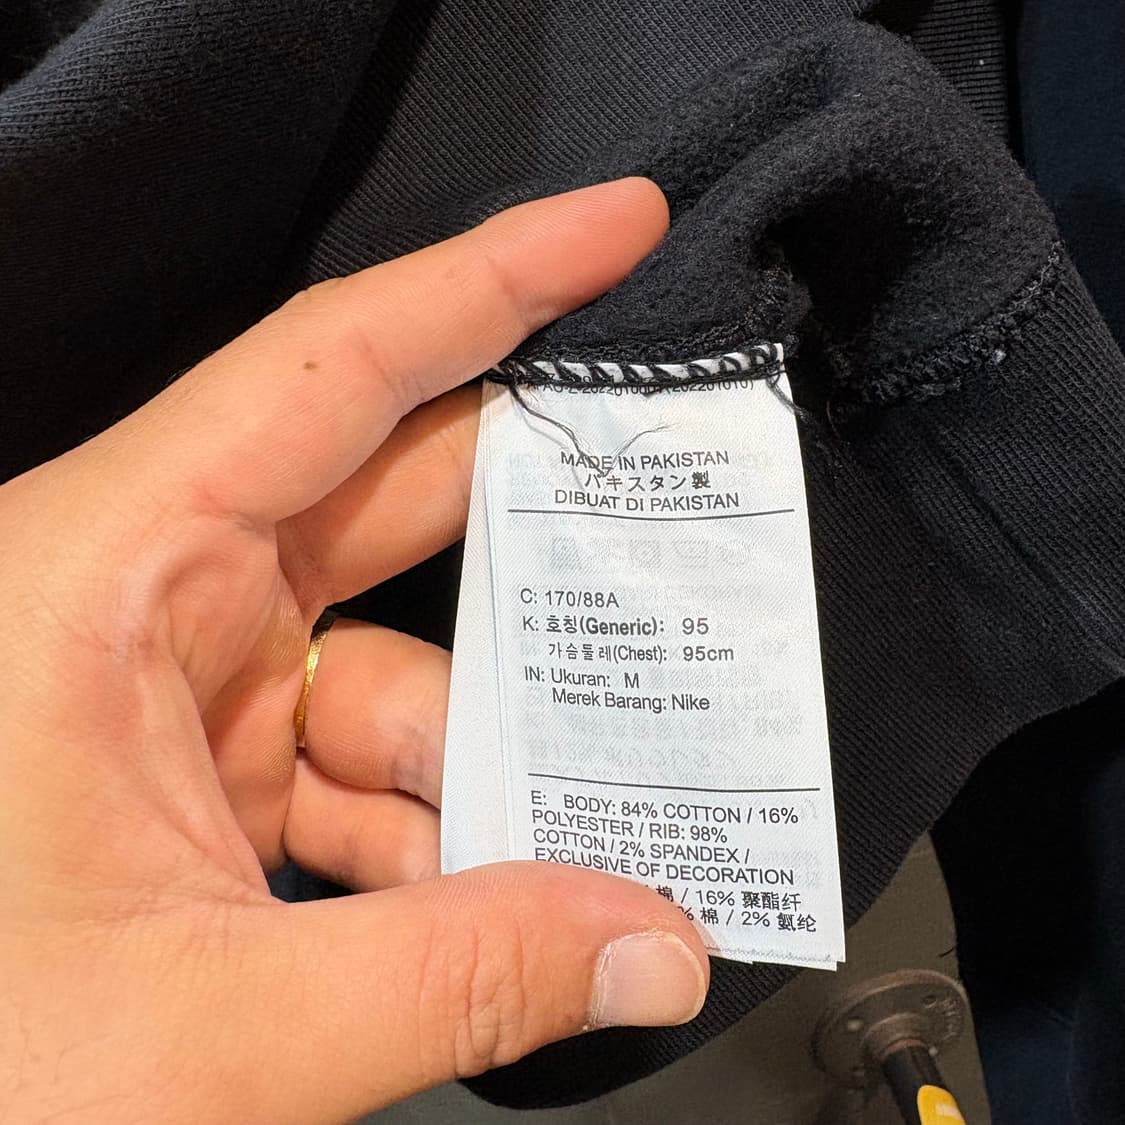 (202201010)
MADE IN PAKISTAN
パキスタン製
DIBUAT DI PAKISTAN
C: 170/88A
K: 호칭(Generic): 95
가슴둘레(Chest): 95cm
IN: Ukuran: M
Merek Barang: Nike
E: BODY: 84% COTTON / 16%
POLYESTER / RIB: 98%
COTTON / 2% SPANDEX /
EXCLUSIVE OF DECORATION
棉 / 16% 聚酯纤
% 棉 / 2% 氨纶